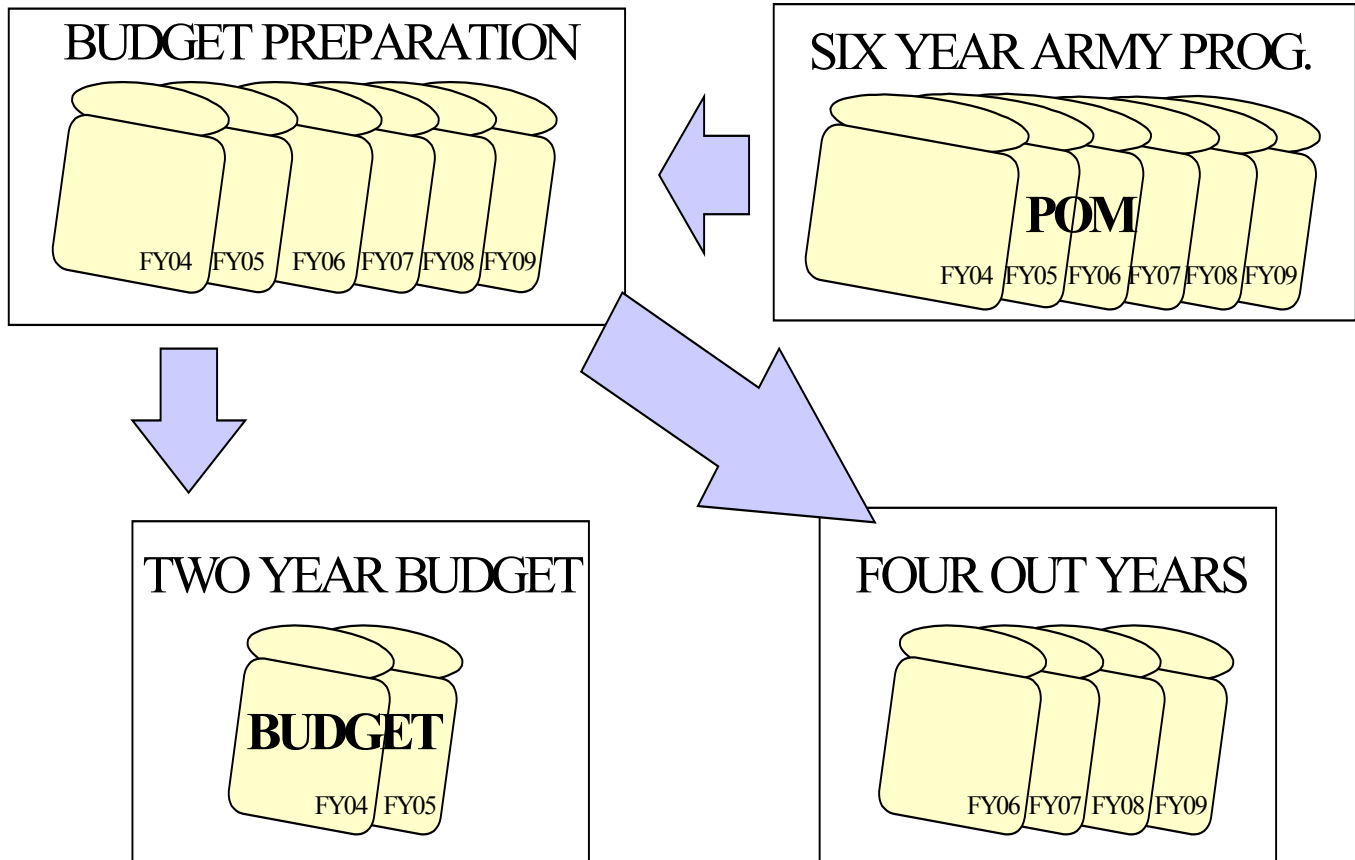 BUDGET PREPARATION
FY04 FY05 FY06 FY07 FY08 FY09
SIX YEAR ARMY PROG.
POM
FY04 FY05 FY06 FY07 FY08 FY09
TWO YEAR BUDGET
BUDGET
FY04 FY05
FOUR OUT YEARS
FY06 FY07 FY08 FY09